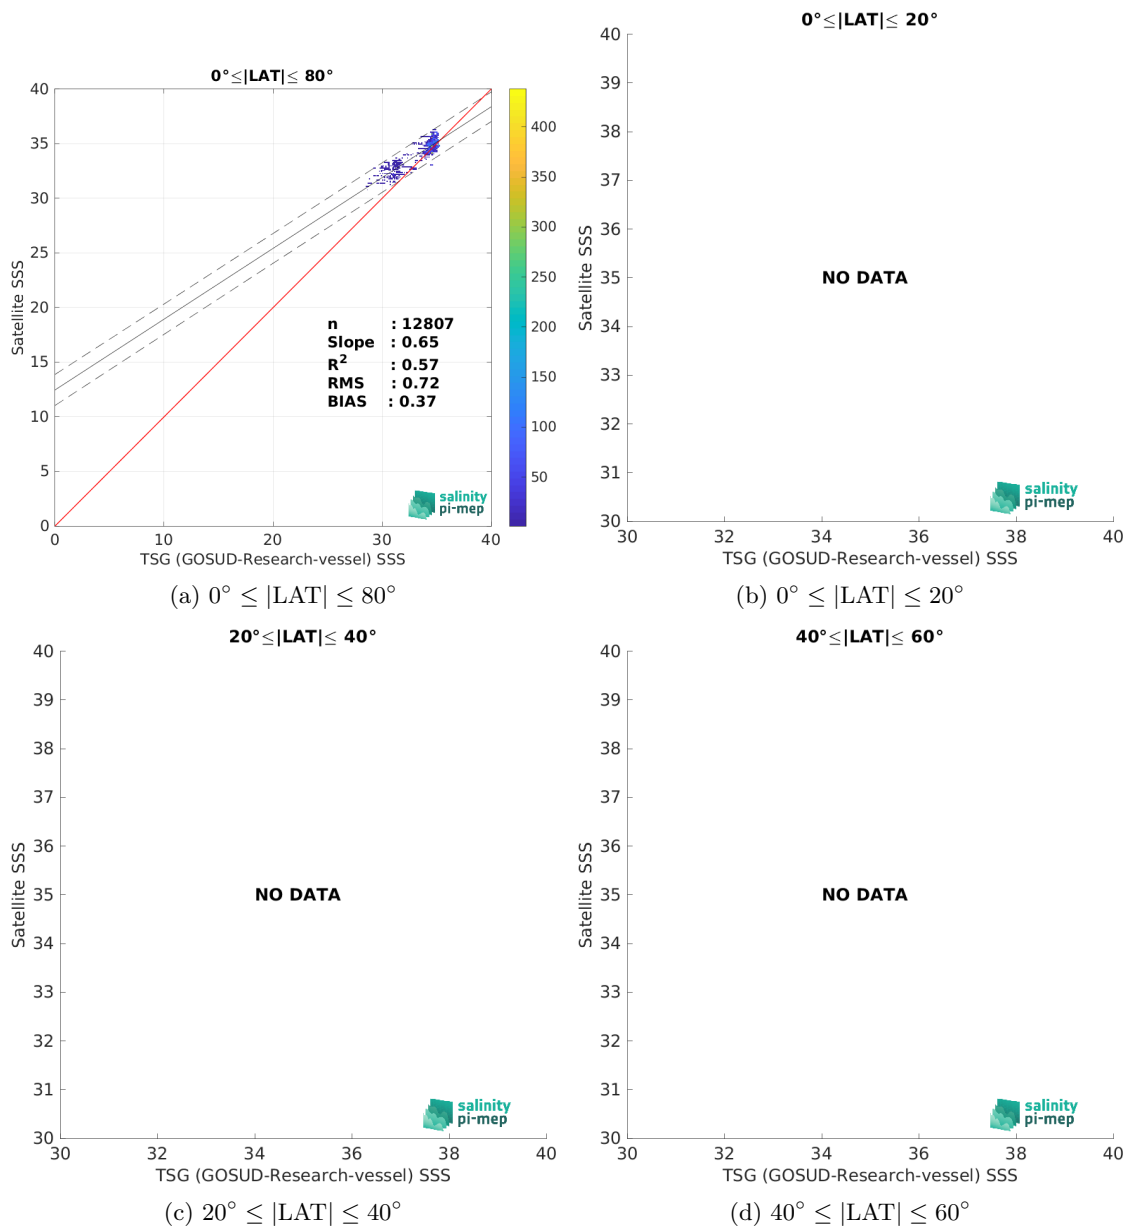 0°≤|LAT|≤ 80°
40
35
30
25
20
15
10
5
0
Satellite SSS
0
10
20
30
40
TSG (GOSUD-Research-vessel) SSS
n : 12807
Slope : 0.65
R² : 0.57
RMS : 0.72
BIAS : 0.37
400
350
300
250
200
150
100
50
salinity
pi-mep
(a) 0° ≤ |LAT| ≤ 80°
0°≤|LAT|≤ 20°
40
39
38
37
36
35
34
33
32
31
30
Satellite SSS
NO DATA
salinity
pi-mep
30
32
34
36
38
40
TSG (GOSUD-Research-vessel) SSS
(b) 0° ≤ |LAT| ≤ 20°
20°≤|LAT|≤ 40°
40
39
38
37
36
35
34
33
32
31
30
Satellite SSS
NO DATA
salinity
pi-mep
30
32
34
36
38
40
TSG (GOSUD-Research-vessel) SSS
(c) 20° ≤ |LAT| ≤ 40°
40°≤|LAT|≤ 60°
40
39
38
37
36
35
34
33
32
31
30
Satellite SSS
NO DATA
salinity
pi-mep
30
32
34
36
38
40
TSG (GOSUD-Research-vessel) SSS
(d) 40° ≤ |LAT| ≤ 60°